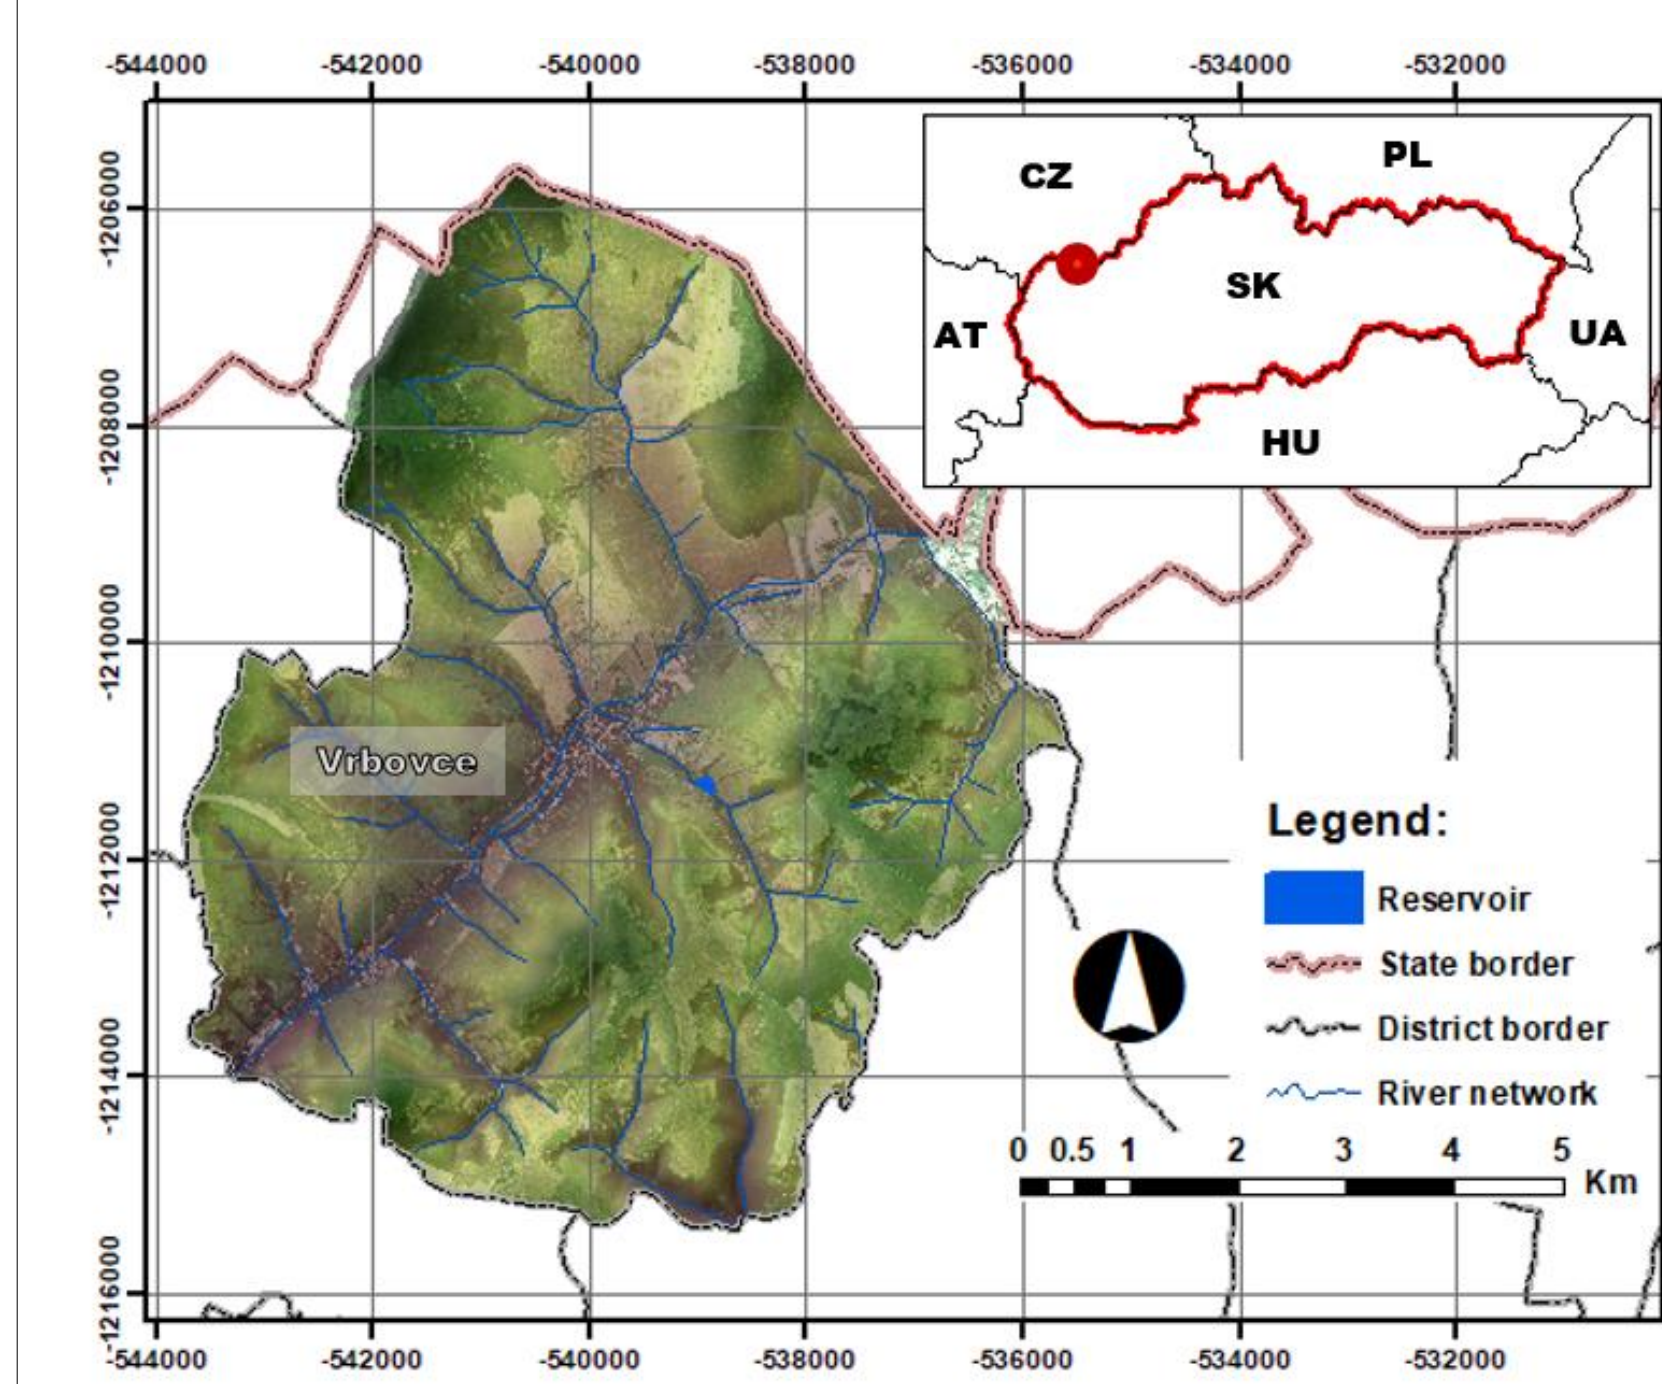 -544000 -542000 -540000 -538000 -536000 -534000 -532000
-1206000
-1208000
-1210000
-1212000
-1214000
-1216000
CZ
PL
SK
AT
UA
HU
Vrbovce
Legend:
Reservoir
State border
District border
River network
0 0.5 1 2 3 4 5
Km
-544000 -542000 -540000 -538000 -536000 -534000 -532000